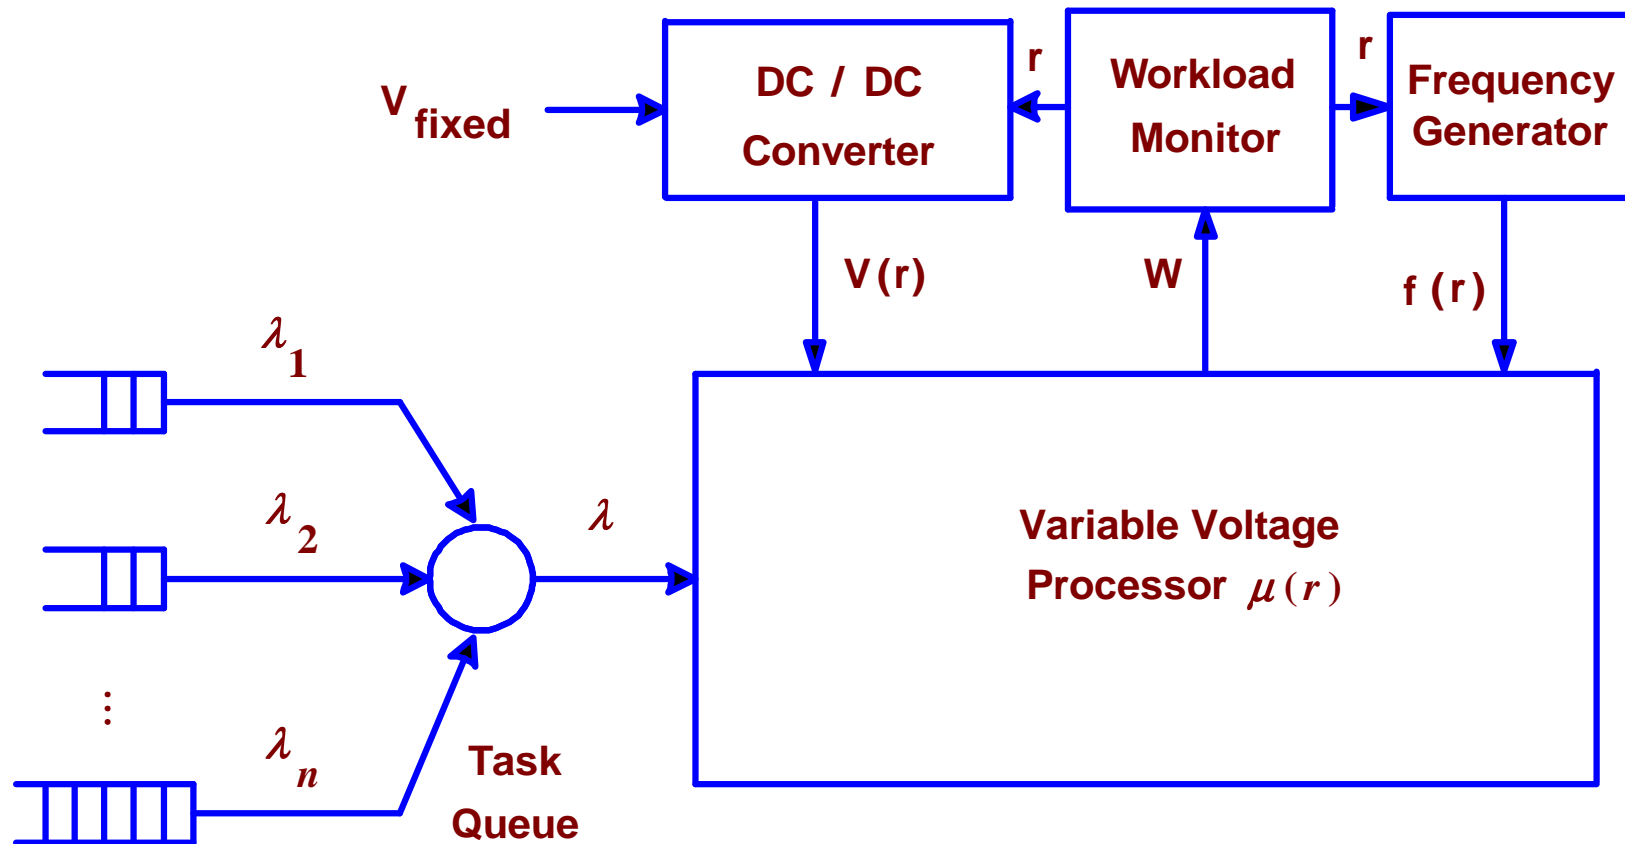 DC / DC
Converter
r
Workload
Monitor
r
Frequency
Generator
V fixed
V(r)
W
f (r)
λ1
λ2
λ
Variable Voltage
Processor μ(r)
⋮
λn
Task
Queue